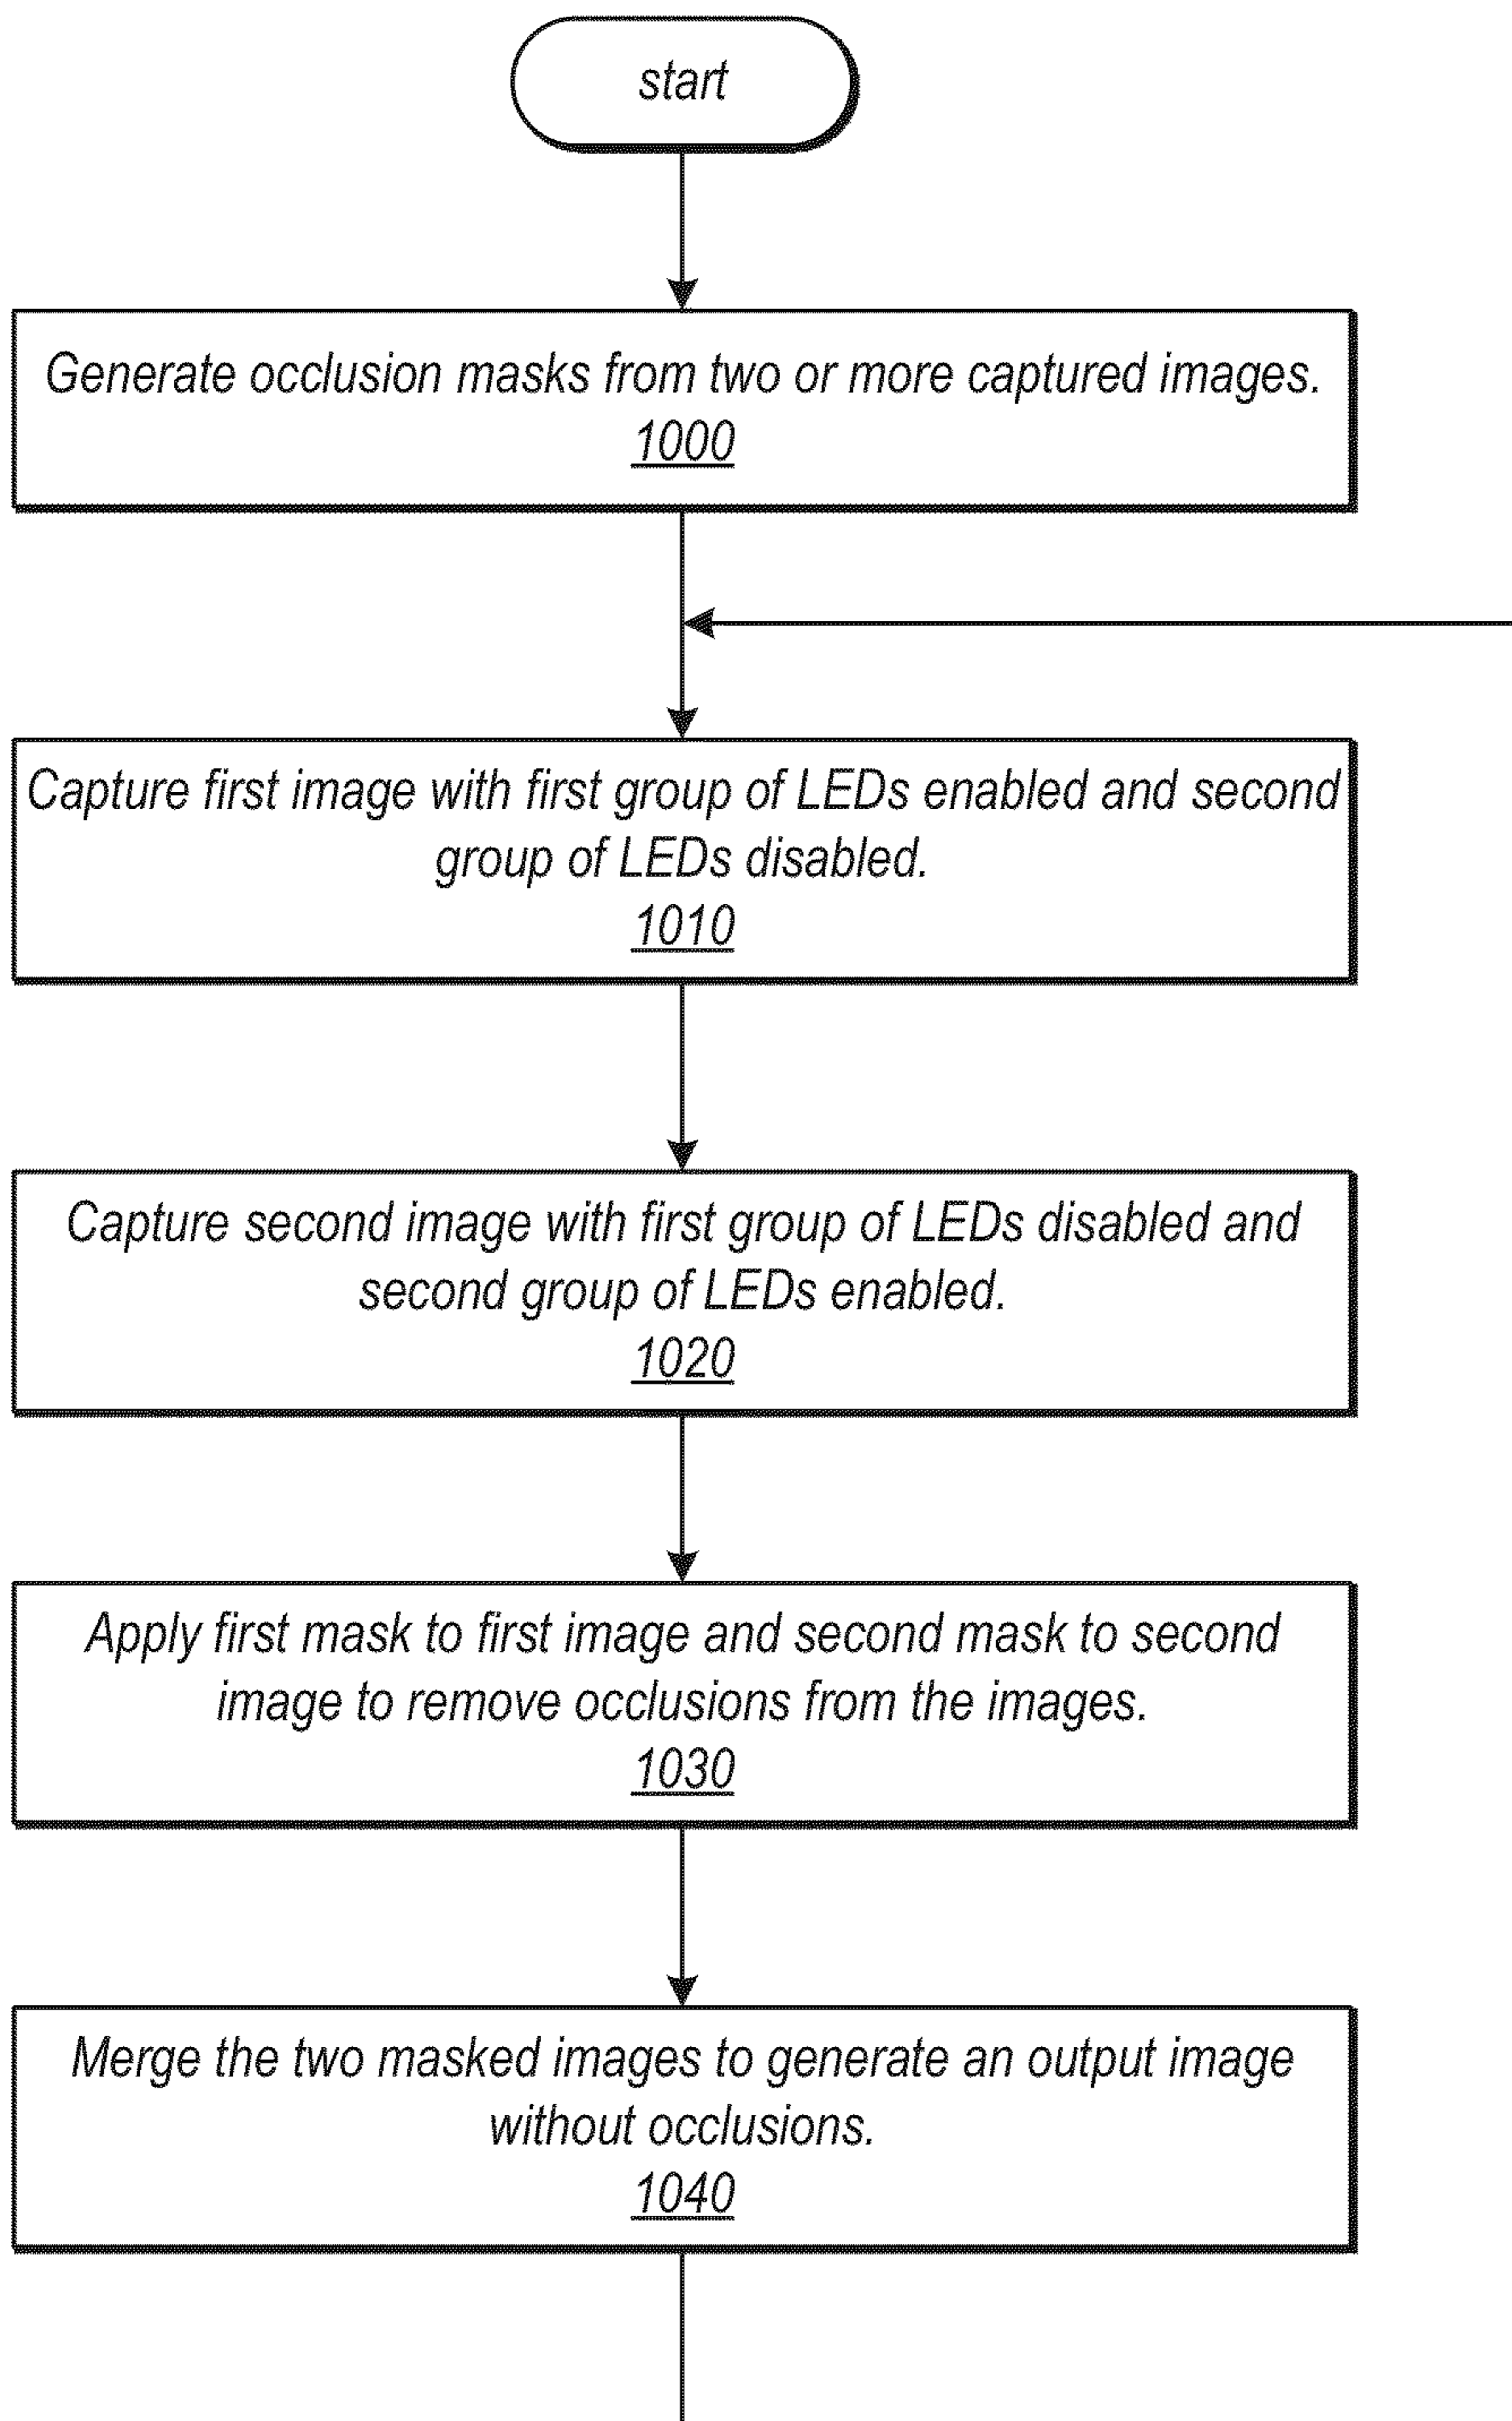 start
Generate occlusion masks from two or more captured images.
1000
Capture first image with first group of LEDs enabled and second
group of LEDs disabled.
1010
Capture second image with first group of LEDs disabled and
second group of LEDs enabled.
1020
Apply first mask to first image and second mask to second
image to remove occlusions from the images.
1030
Merge the two masked images to generate an output image
without occlusions.
1040